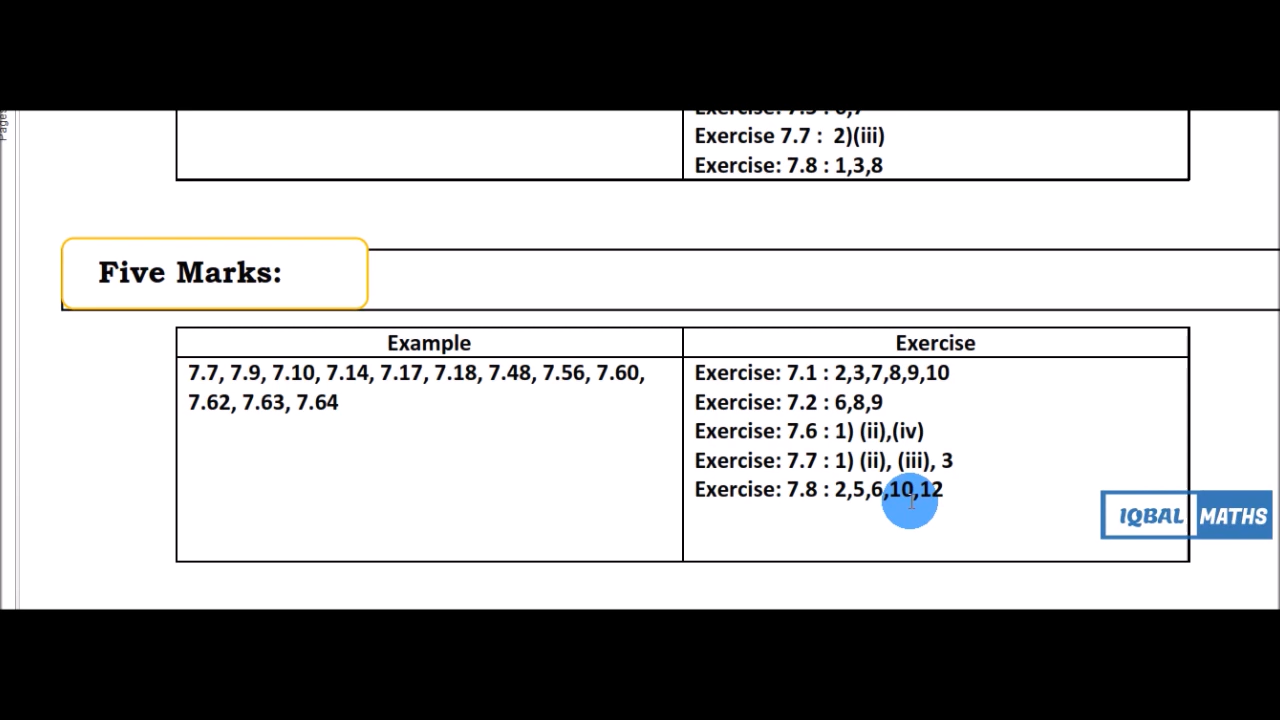 Pages
Exercise 7.7 : 2)(iii)
Exercise: 7.8 : 1,3,8
Five Marks:
Example
Exercise
7.7, 7.9, 7.10, 7.14, 7.17, 7.18, 7.48, 7.56, 7.60,
7.62, 7.63, 7.64
Exercise: 7.1 : 2,3,7,8,9,10
Exercise: 7.2 : 6,8,9
Exercise: 7.6 : 1) (ii),(iv)
Exercise: 7.7 : 1) (ii), (iii), 3
Exercise: 7.8 : 2,5,6,10,12
IQBAL MATHS